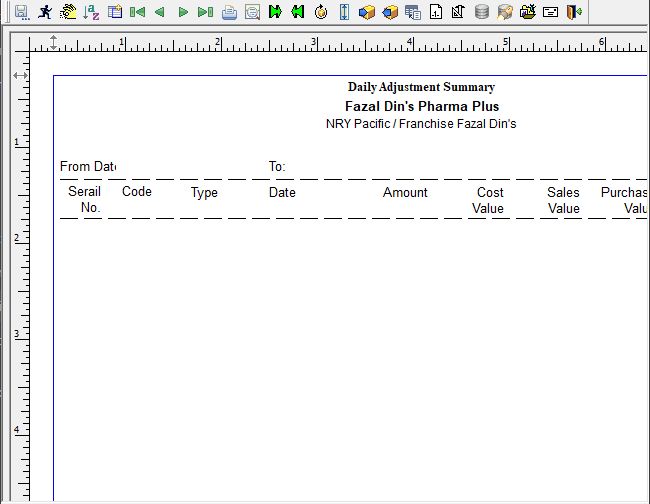 1 2 3 4 5 6
Daily Adjustment Summary
Fazal Din's Pharma Plus
NRY Pacific / Franchise Fazal Din's
1
From Date To:
Serail Code Type Date Amount Cost Sales Purchas
No. Value Value Valu
2
3
4